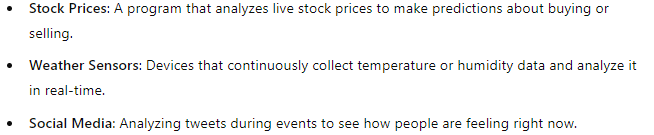 • Stock Prices: A program that analyzes live stock prices to make predictions about buying or
selling.
• Weather Sensors: Devices that continuously collect temperature or humidity data and analyze it
in real-time.
• Social Media: Analyzing tweets during events to see how people are feeling right now.